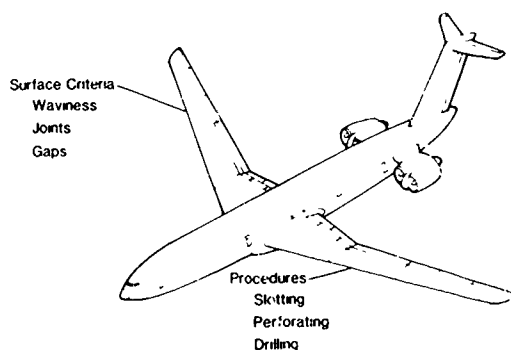 Surface Criteria
Waviness
Joints
Gaps
Procedures
Slotting
Perforating
Drilling